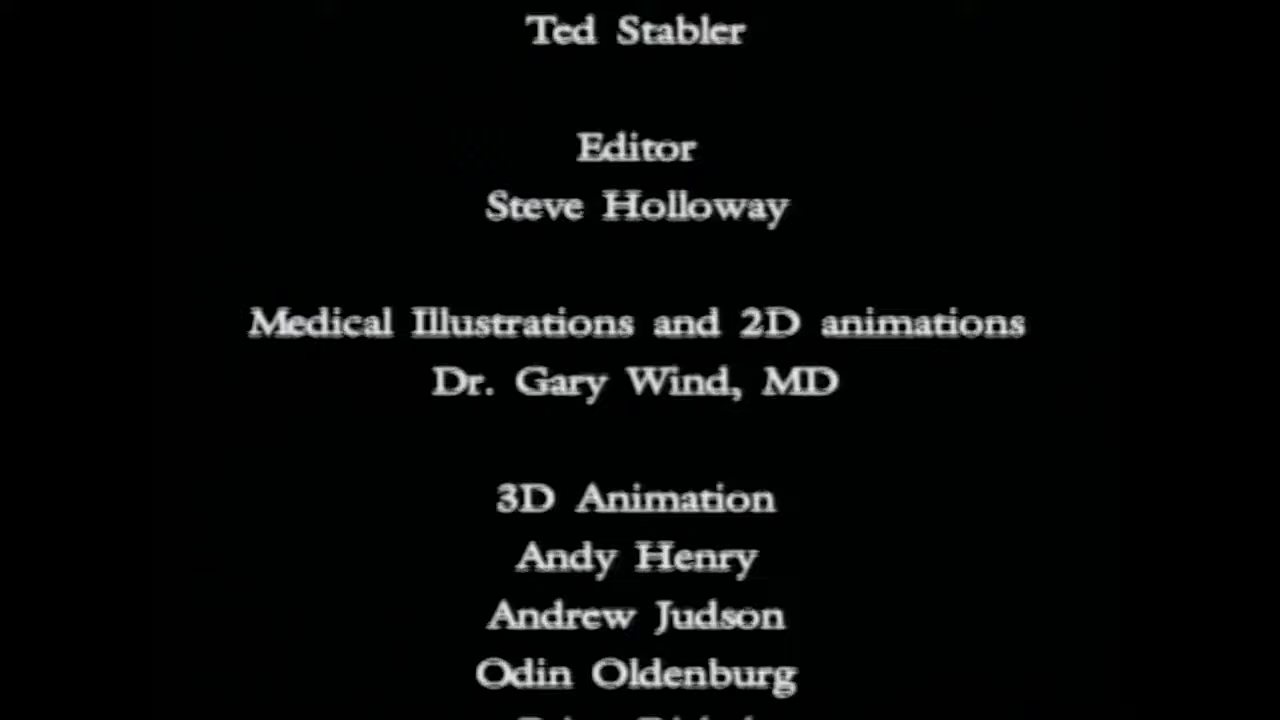 Ted Stabler
Editor
Steve Holloway
Medical Illustrations and 2D animations
Dr. Gary Wind, MD
3D Animation
Andy Henry
Andrew Judson
Odin Oldenburg